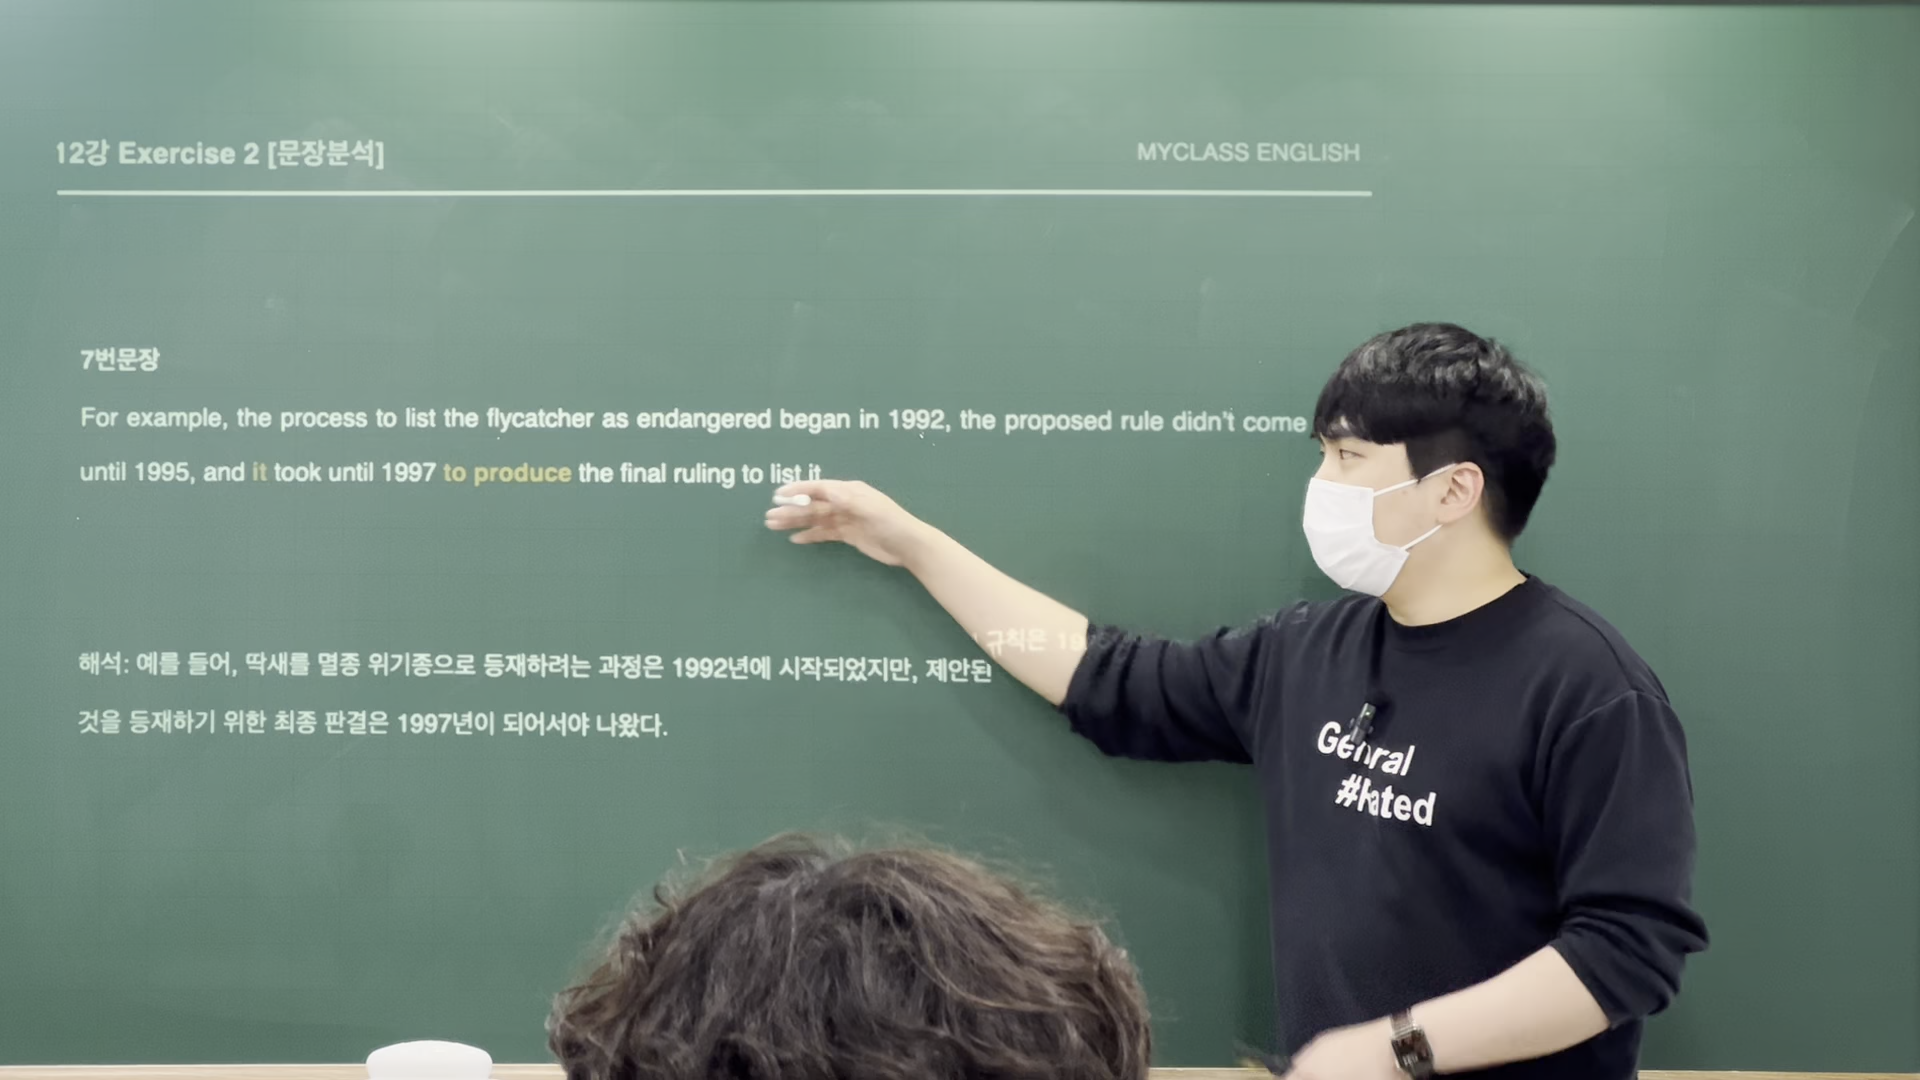 12강 Exercise 2 [문장분석]
MYCLASS ENGLISH
7번문장
For example, the process to list the flycatcher as endangered began in 1992, the proposed rule didn't come
until 1995, and it took until 1997 to produce the final ruling to list it
해석: 예를 들어, 딱새를 멸종 위기종으로 등재하려는 과정은 1992년에 시작되었지만, 제안된 규칙은
것을 등재하기 위한 최종 판결은 1997년이 되어서야 나왔다.